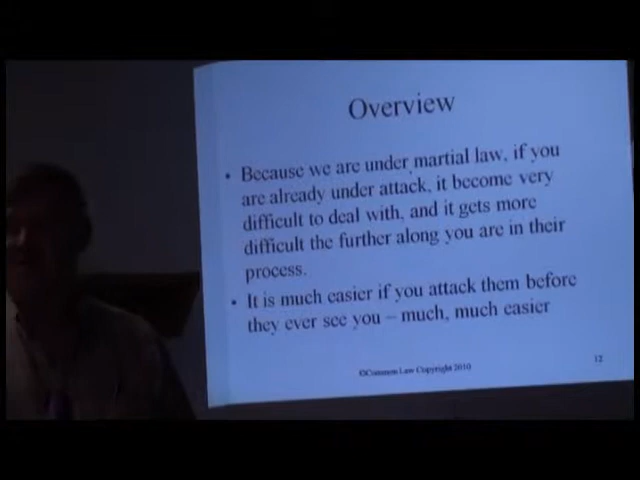 Overview
• Because we are under martial law, if you
are already under attack, it become very
difficult to deal with, and it gets more
difficult the further along you are in their
process.
• It is much easier if you attack them before
they ever see you – much, much easier
©Common Law Copyright 2010
12